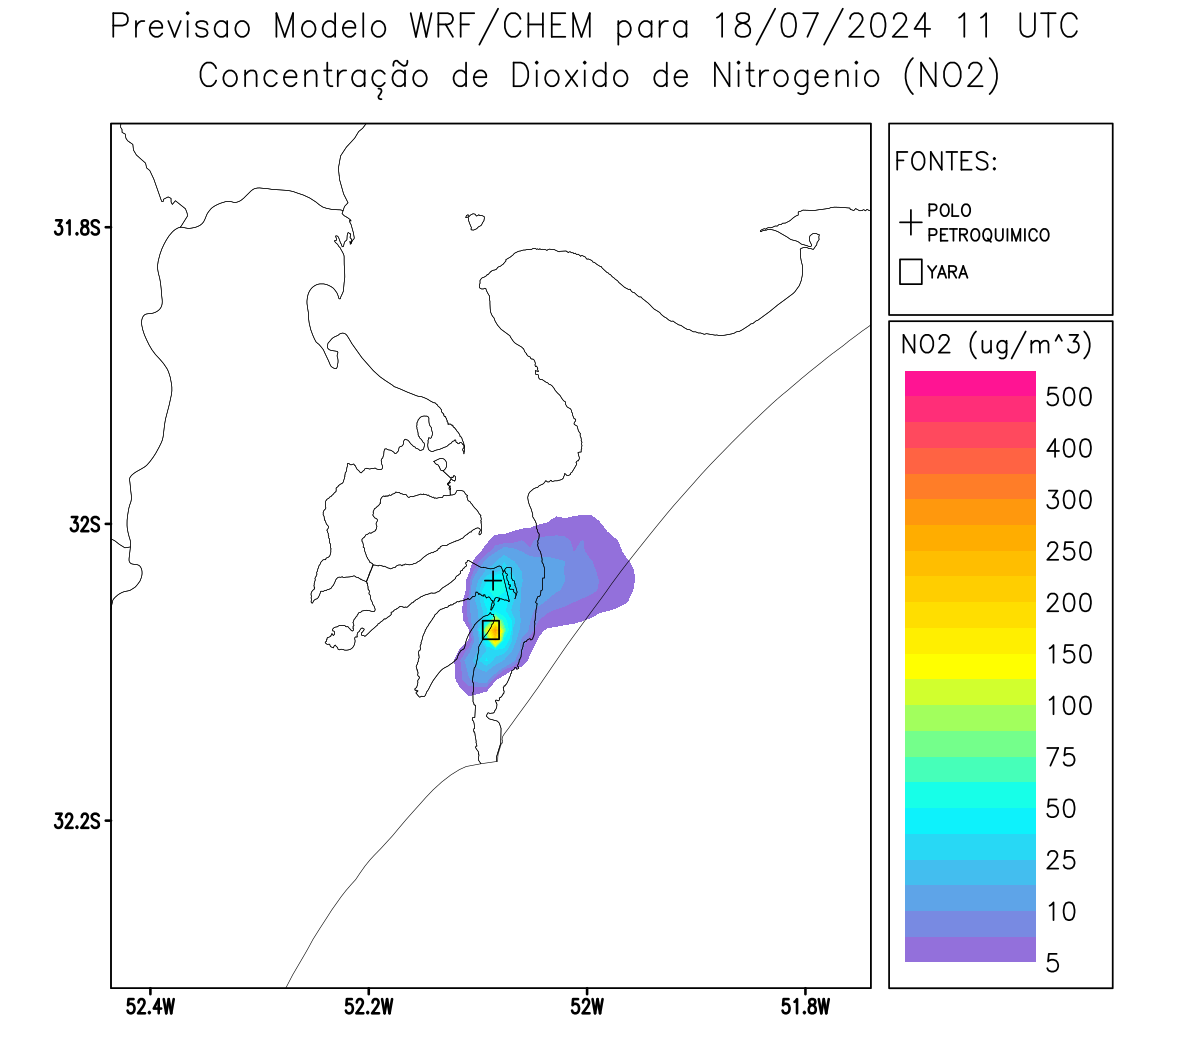 Previsao Modelo WRF/CHEM para 18/07/2024 11 UTC
Concentração de Dioxido de Nitrogenio (NO2)
FONTES:
POLO
PETROQUIMICO
YARA
NO2 (ug/m^3)
500
400
300
250
200
150
100
75
50
25
10
5
31.8S
32S
32.2S
52.4W
52.2W
52W
51.8W